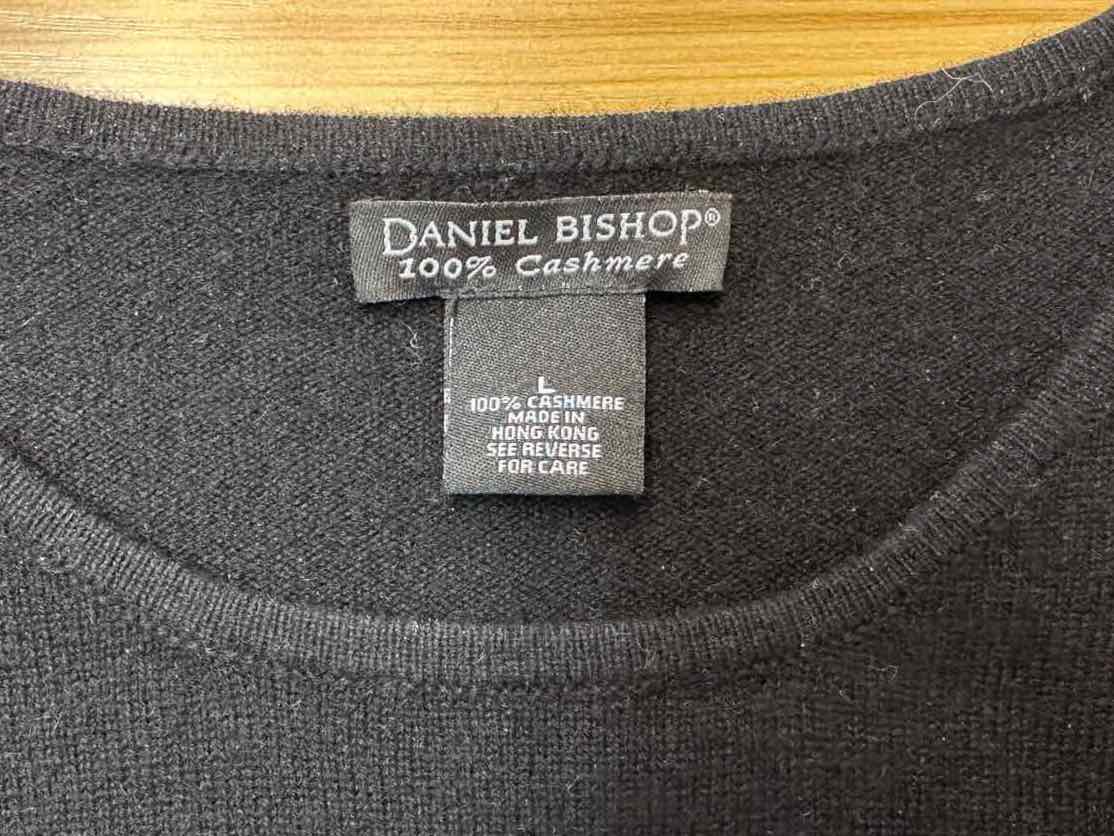 DANIEL BISHOP®
100% Cashmere
L
100% CASHMERE
MADE IN
HONG KONG
SEE REVERSE
FOR CARE